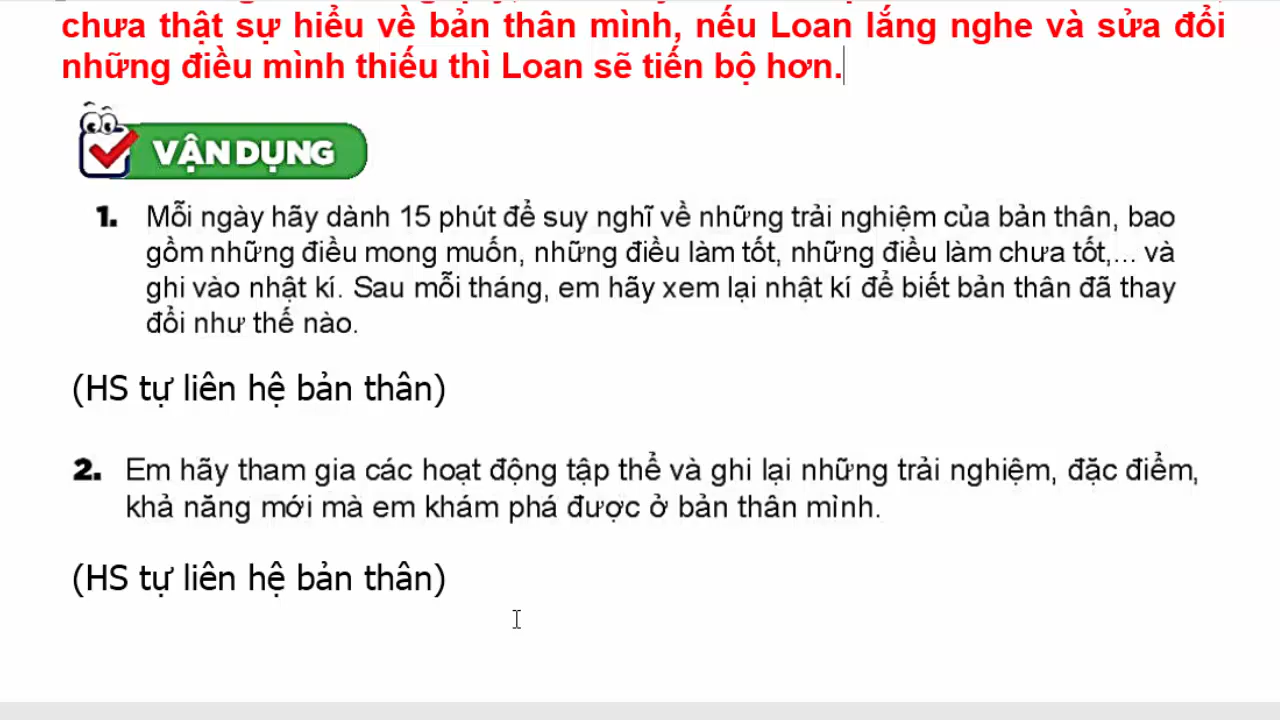 chưa thật sự hiểu về bản thân mình, nếu Loan lắng nghe và sửa đổi
những điều mình thiếu thì Loan sẽ tiến bộ hơn.
VẬN DỤNG
1. Mỗi ngày hãy dành 15 phút để suy nghĩ về những trải nghiệm của bản thân, bao
gồm những điều mong muốn, những điều làm tốt, những điều làm chưa tốt,... và
ghi vào nhật kí. Sau mỗi tháng, em hãy xem lại nhật kí để biết bản thân đã thay
đổi như thế nào.
(HS tự liên hệ bản thân)
2. Em hãy tham gia các hoạt động tập thể và ghi lại những trải nghiệm, đặc điểm,
khả năng mới mà em khám phá được ở bản thân mình.
(HS tự liên hệ bản thân)